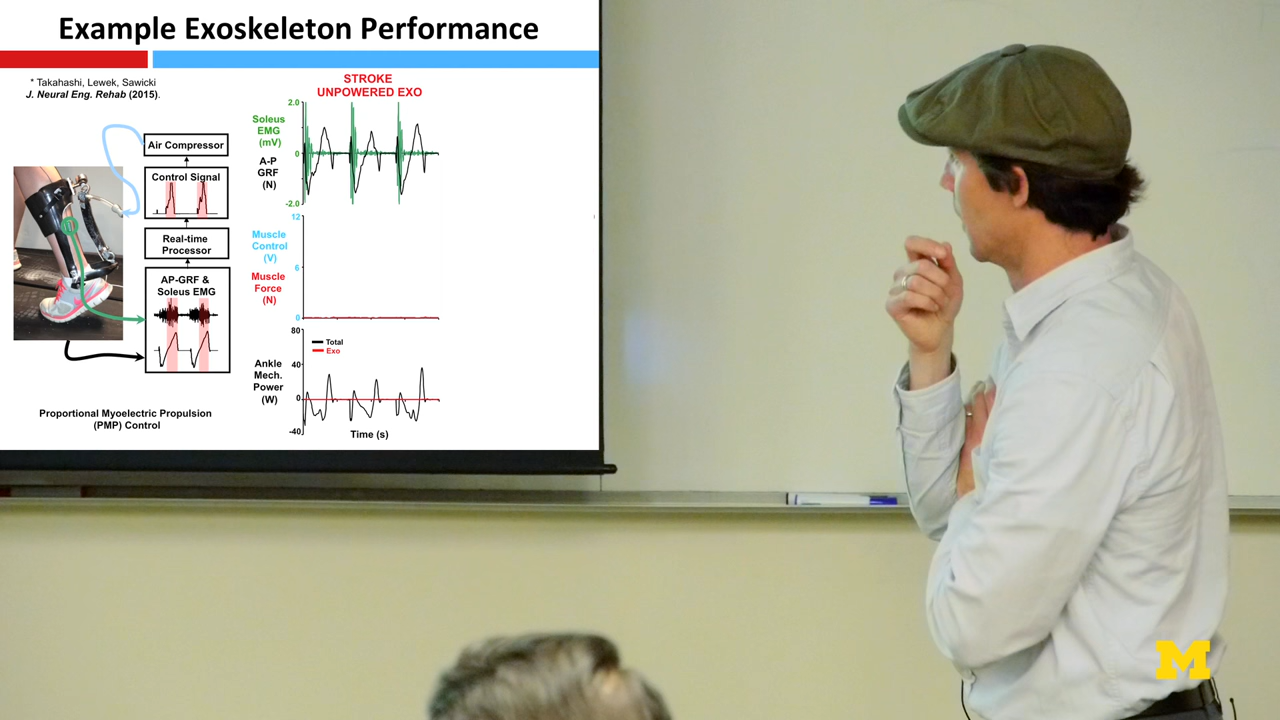 Example Exoskeleton Performance
* Takahashi, Lewek, Sawicki
J. Neural Eng. Rehab (2015).
Air Compressor
Control Signal
Real-time
Processor
AP-GRF &
Soleus EMG
Proportional Myoelectric Propulsion
(PMP) Control
STROKE
UNPOWERED EXO
Soleus
EMG
(mV)
A-P
GRF
(N)
2.0
0
-2.0
Muscle
Control
(V)
Muscle
Force
(N)
12
6
0
Ankle
Mech.
Power
(W)
80
40
0
-40
Total
Exo
Time (s)
M